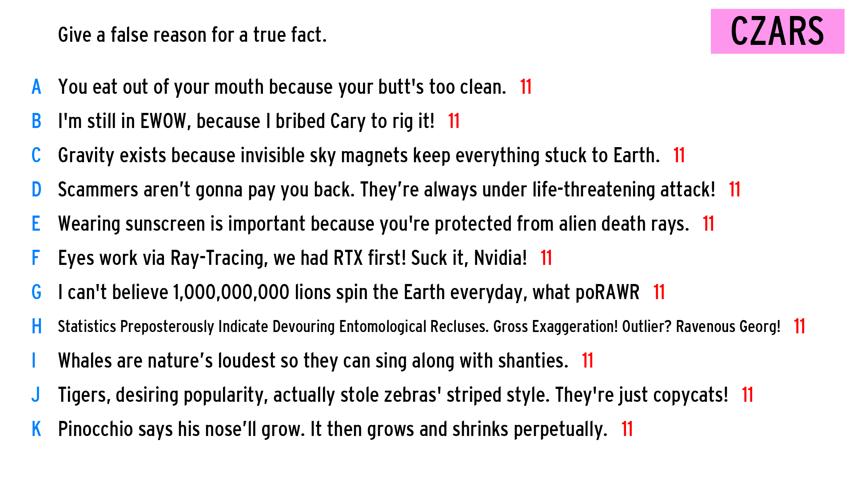 CZARS
Give a false reason for a true fact.
A You eat out of your mouth because your butt's too clean. 11
B I'm still in EWOW, because I bribed Cary to rig it! 11
C Gravity exists because invisible sky magnets keep everything stuck to Earth. 11
D Scammers aren’t gonna pay you back. They’re always under life-threatening attack! 11
E Wearing sunscreen is important because you're protected from alien death rays. 11
F Eyes work via Ray-Tracing, we had RTX first! Suck it, Nvidia! 11
G I can't believe 1,000,000,000 lions spin the Earth everyday, what poRAWR 11
H Statistics Preposterously Indicate Devouring Entomological Recluses. Gross Exaggeration! Outlier? Ravenous Georg! 11
I Whales are nature’s loudest so they can sing along with shanties. 11
J Tigers, desiring popularity, actually stole zebras' striped style. They're just copycats! 11
K Pinocchio says his nose’ll grow. It then grows and shrinks perpetually. 11